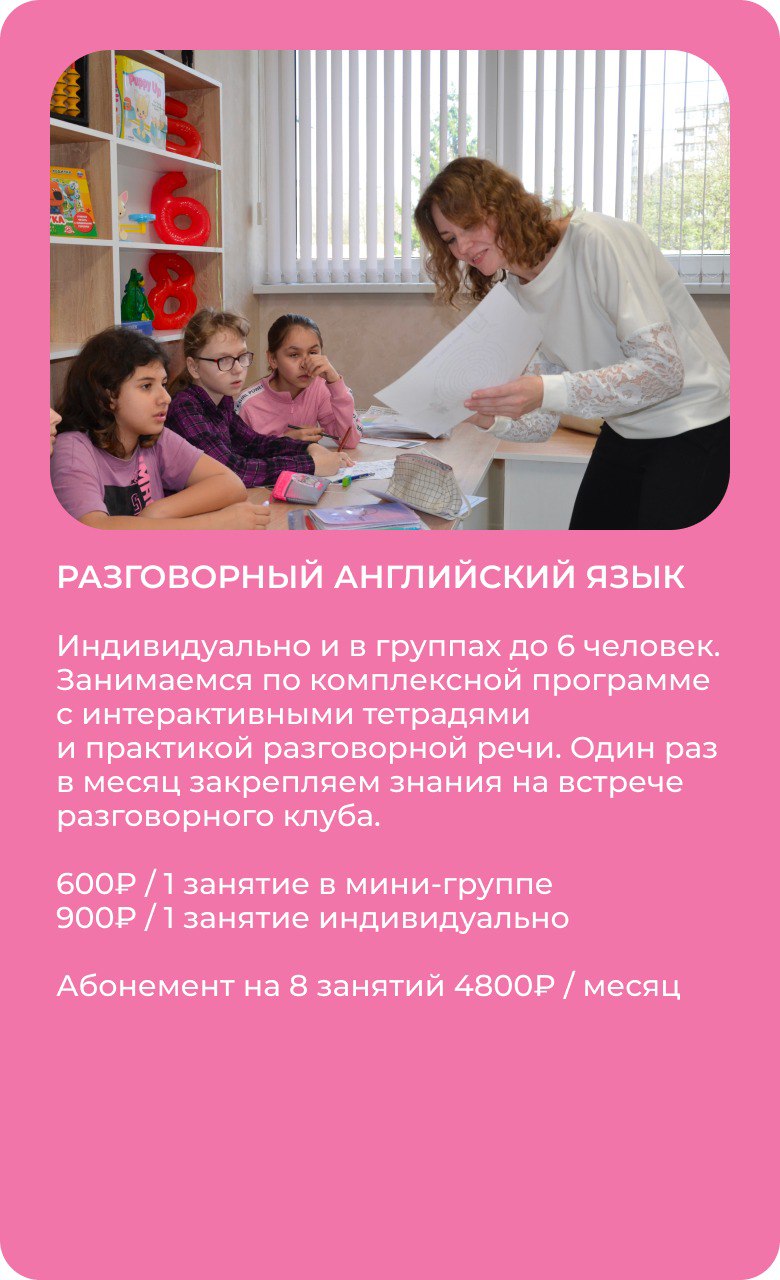 Puppy Up
РАЗГОВОРНЫЙ АНГЛИЙСКИЙ ЯЗЫК
Индивидуально и в группах до 6 человек.
Занимаемся по комплексной программе
с интерактивными тетрадями
и практикой разговорной речи. Один раз
в месяц закрепляем знания на встрече
разговорного клуба.
600₽ / 1 занятие в мини-группе
900₽ / 1 занятие индивидуально
Абонемент на 8 занятий 4800₽ / месяц